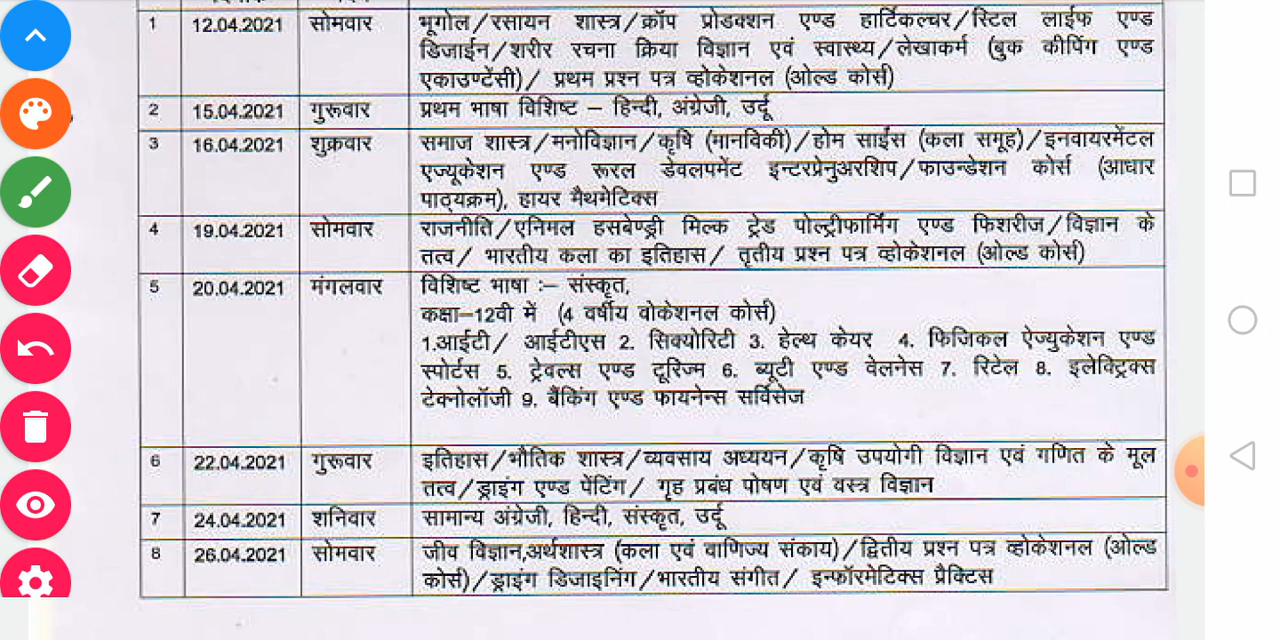 1 12.04.2021 सोमवार भूगोल/रसायन शास्त्र/क्रॉप प्रोडक्शन एण्ड हार्टिकल्चर/स्टिल लाईफ एण्ड
डिजाईन/शरीर रचना क्रिया विज्ञान एवं स्वास्थ्य/लेखाकर्म (बुक कीपिंग एण्ड
एकाउण्टेंसी)/ प्रथम प्रश्न पत्र व्होकेशनल (ओल्ड कोर्स)
2 15.04.2021 गुरूवार प्रथम भाषा विशिष्ट – हिन्दी, अंग्रेजी, उर्दू
3 16.04.2021 शुक्रवार समाज शास्त्र/मनोविज्ञान/कृषि (मानविकी)/होम साईंस (कला समूह)/इनवायरमेंटल
एज्यूकेशन एण्ड रूरल डेवलपमेंट इन्टरप्रेनुअरशिप/फाउन्डेशन कोर्स (आधार
पाठ्यक्रम), हायर मैथमेटिक्स
4 19.04.2021 सोमवार राजनीति/एनिमल हसबेण्ड्री मिल्क ट्रेड पोल्ट्रीफार्मिंग एण्ड फिशरीज/विज्ञान के
तत्व/ भारतीय कला का इतिहास/ तृतीय प्रश्न पत्र व्होकेशनल (ओल्ड कोर्स)
5 20.04.2021 मंगलवार विशिष्ट भाषा :– संस्कृत,
कक्षा–12वी में (4 वर्षीय वोकेशनल कोर्स)
1.आईटी/ आईटीएस 2. सिक्योरिटी 3. हेल्थ केयर 4. फिजिकल ऐज्युकेशन एण्ड
स्पोर्टस 5. ट्रेवल्स एण्ड टूरिज्म 6. ब्यूटी एण्ड वेलनेस 7. रिटेल 8. इलेक्ट्रिक्स
टेक्नोलॉजी 9. बैंकिंग एण्ड फायनेन्स सर्विसेज
6 22.04.2021 गुरूवार इतिहास/भौतिक शास्त्र/व्यवसाय अध्ययन/कृषि उपयोगी विज्ञान एवं गणित के मूल
तत्व/ड्राइंग एण्ड पेंटिंग/ गृह प्रबंध पोषण एवं वस्त्र विज्ञान
7 24.04.2021 शनिवार सामान्य अंग्रेजी, हिन्दी, संस्कृत, उर्दू
8 26.04.2021 सोमवार जीव विज्ञान,अर्थशास्त्र (कला एवं वाणिज्य संकाय)/द्वितीय प्रश्न पत्र व्होकेशनल (ओल्ड
कोर्स)/ड्राइंग डिजाइनिंग/भारतीय संगीत/ इन्फॉरमेटिक्स प्रैक्टिस